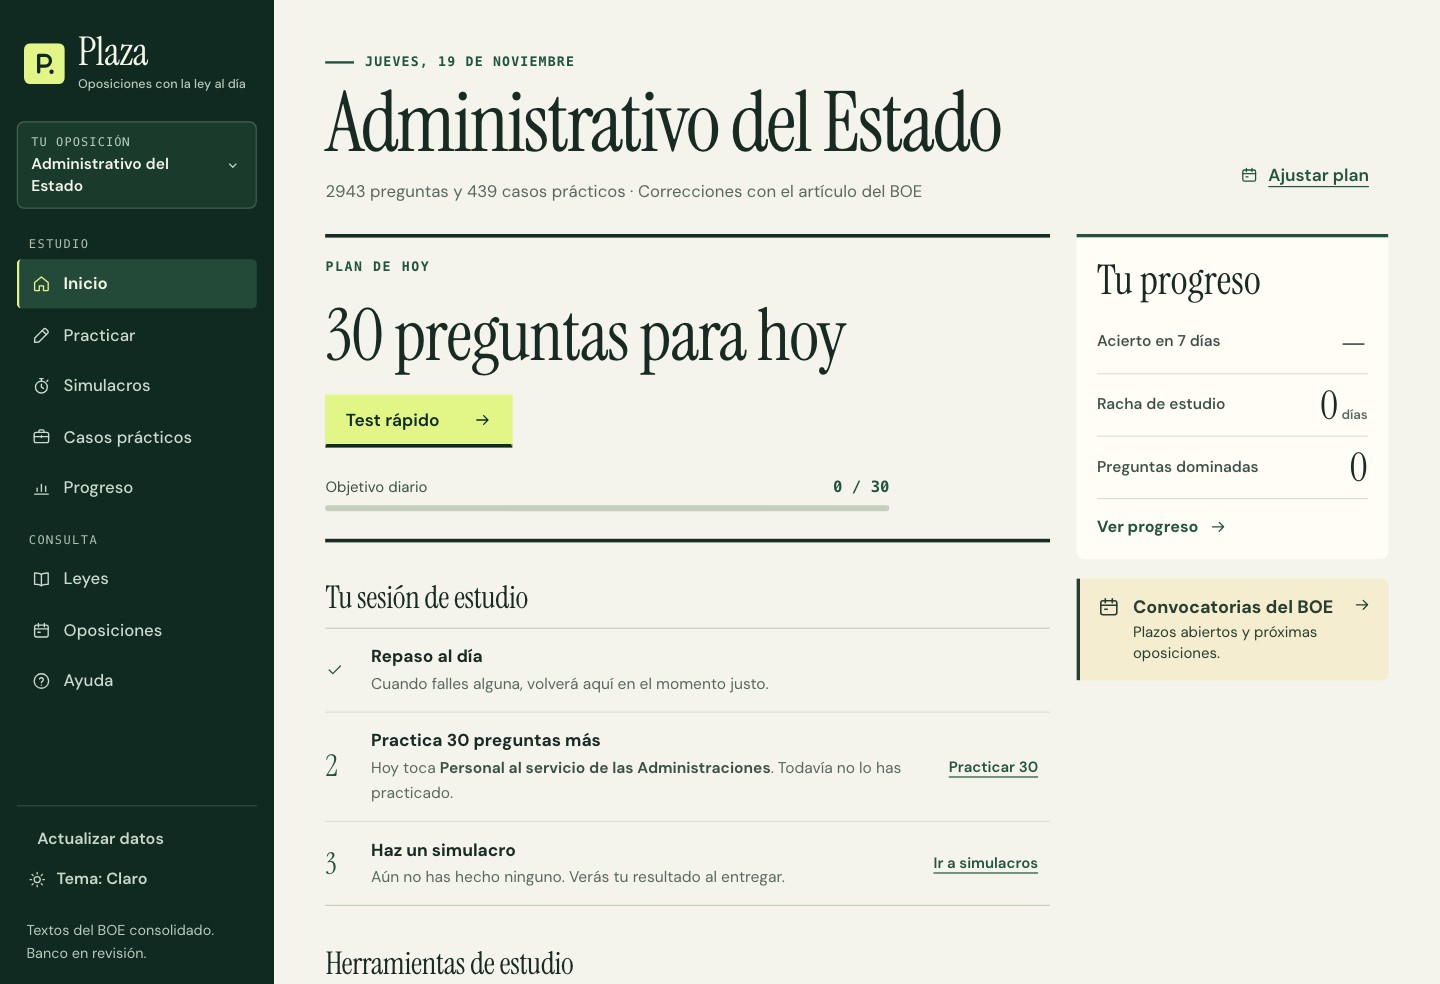 P.
Plaza
Oposiciones con la ley al día
TU OPOSICIÓN
Administrativo del
Estado
ESTUDIO
Inicio
Practicar
Simulacros
Casos prácticos
Progreso
CONSULTA
Leyes
Oposiciones
Ayuda
Actualizar datos
Tema: Claro
Textos del BOE consolidado.
Banco en revisión.
JUEVES, 19 DE NOVIEMBRE
Administrativo del Estado
2943 preguntas y 439 casos prácticos · Correcciones con el artículo del BOE
Ajustar plan
PLAN DE HOY
30 preguntas para hoy
Test rápido
Objetivo diario 0 / 30
Tu sesión de estudio
Repaso al día
Cuando falles alguna, volverá aquí en el momento justo.
2
Practica 30 preguntas más
Hoy toca Personal al servicio de las Administraciones. Todavía no lo has
practicado.
Practicar 30
3
Haz un simulacro
Aún no has hecho ninguno. Verás tu resultado al entregar.
Ir a simulacros
Herramientas de estudio
Tu progreso
Acierto en 7 días —
Racha de estudio 0 días
Preguntas dominadas 0
Ver progreso
Convocatorias del BOE
Plazos abiertos y próximas
oposiciones.